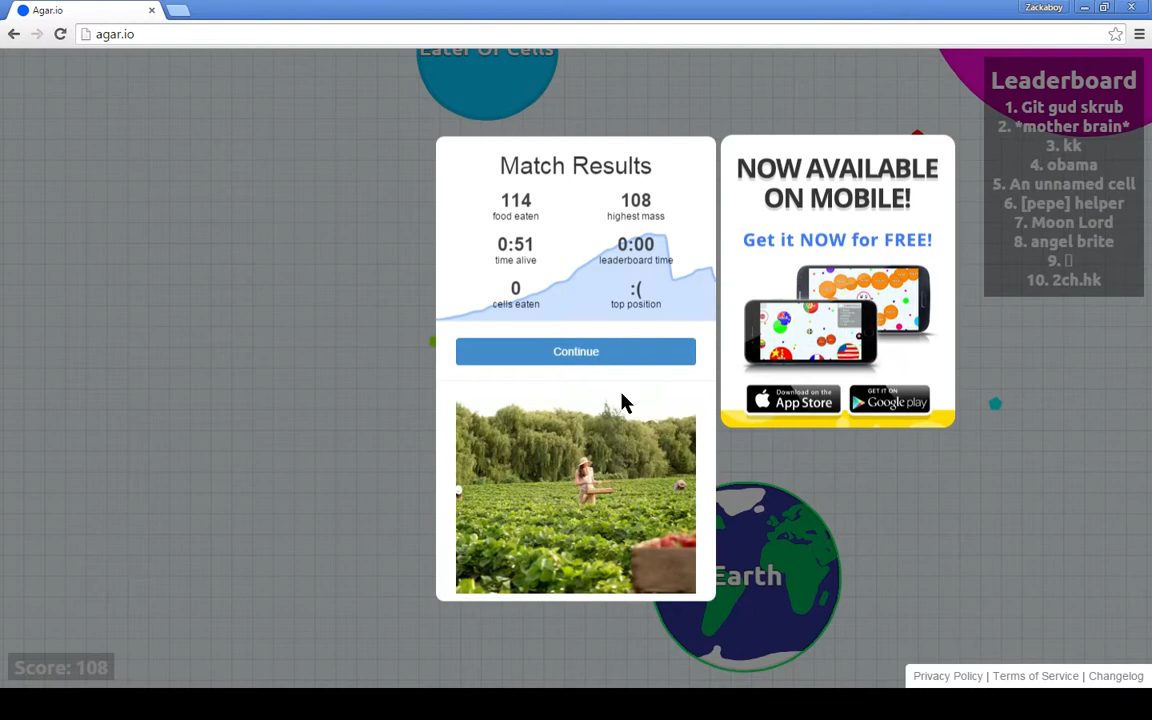 Agar.io
Zackaboy
agar.io
Eater Of Cells
Leaderboard
1. Git gud skrub
2. *mother brain*
3. kk
4. obama
5. An unnamed cell
6. [pepe] helper
7. Moon Lord
8. angel brite
9.
10. 2ch.hk
Match Results
114 108
food eaten highest mass
0:51 0:00
time alive leaderboard time
0 :(
cells eaten top position
Continue
NOW AVAILABLE
ON MOBILE!
Get it NOW for FREE!
Download on the
App Store
GET IT ON
Google play
Earth
Score: 108
Privacy Policy | Terms of Service | Changelog